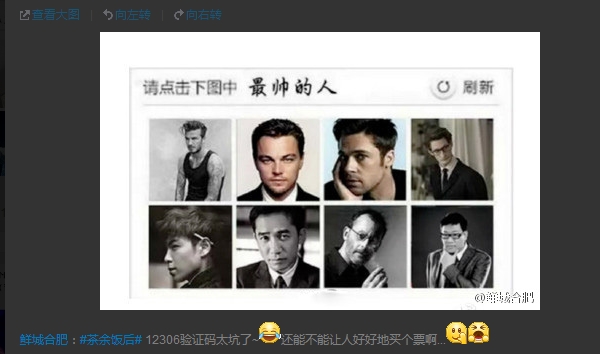 查看大图 | 向左转 | 向右转
请点击下图中 最帅的人 刷新
@鲜城合肥
鲜城合肥：#茶余饭后# 12306验证码太坑了~ 还能不能让人好好地买个票啊...